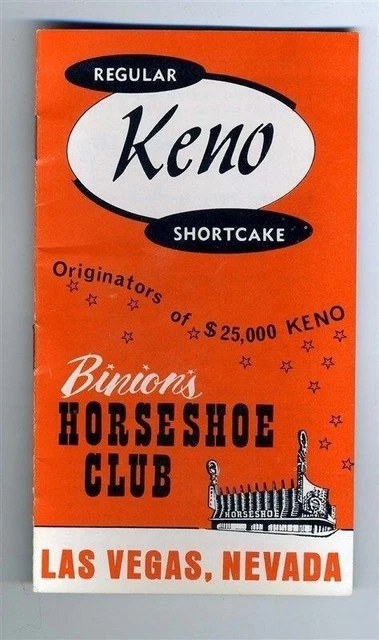 REGULAR
Keno
SHORTCAKE
Originators of $25,000 KENO
Binion's
HORSESHOE
CLUB
HORSESHOE
LAS VEGAS, NEVADA